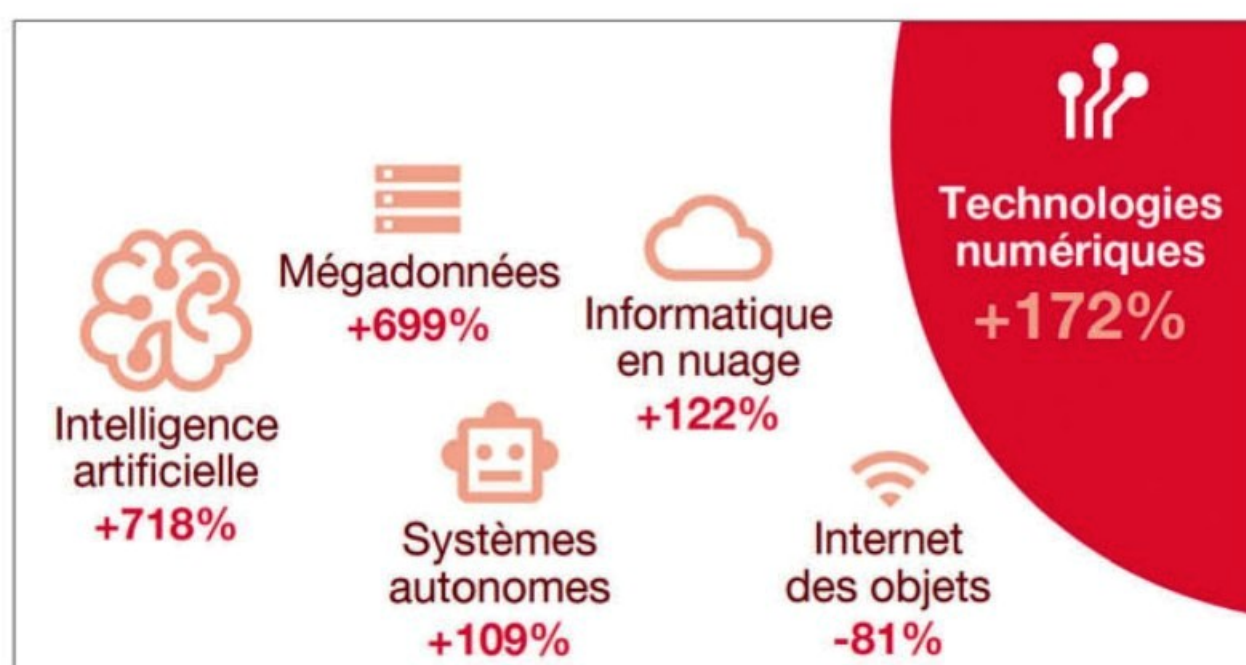 Technologies
numériques
+172%
Mégadonnées
+699%
Informatique
en nuage
+122%
Intelligence
artificielle
+718%
Systèmes
autonomes
+109%
Internet
des objets
-81%